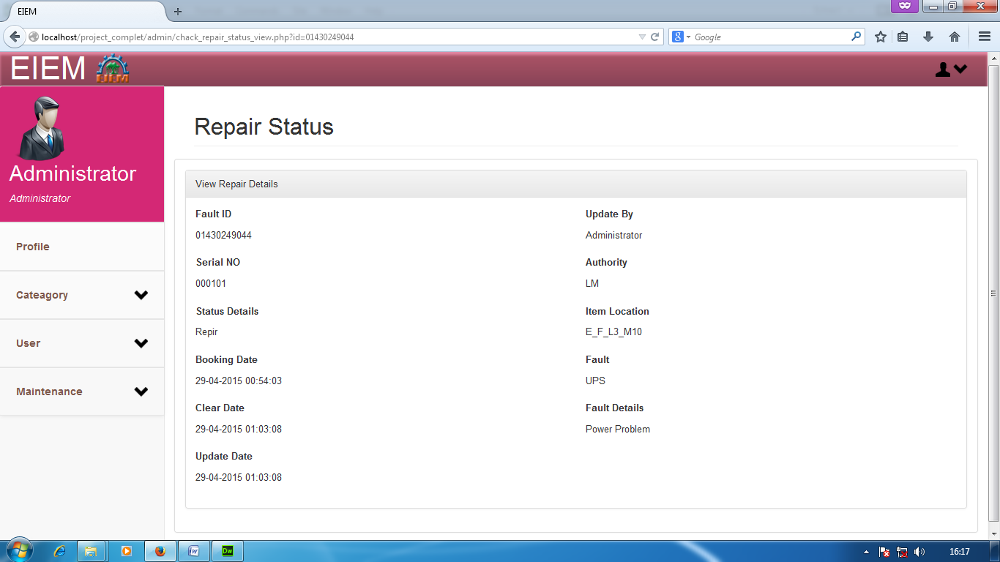 EIEM
localhost/project_complet/admin/chack_repair_status_view.php?id=01430249044
Google
EIEM
EIEM
Administrator
Administrator
Profile
Cateagory
User
Maintenance
Repair Status
View Repair Details
Fault ID
01430249044
Serial NO
000101
Status Details
Repir
Booking Date
29-04-2015 00:54:03
Clear Date
29-04-2015 01:03:08
Update Date
29-04-2015 01:03:08
Update By
Administrator
Authority
LM
Item Location
E_F_L3_M10
Fault
UPS
Fault Details
Power Problem
Dw
16:17